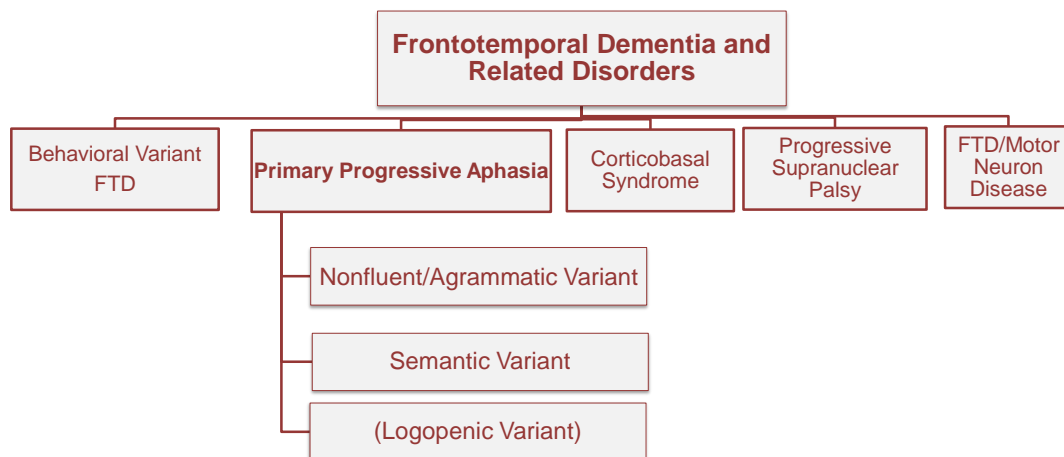 Frontotemporal Dementia and
Related Disorders
Behavioral Variant
FTD
Primary Progressive Aphasia
Corticobasal
Syndrome
Progressive
Supranuclear
Palsy
FTD/Motor
Neuron
Disease
Nonfluent/Agrammatic Variant
Semantic Variant
(Logopenic Variant)